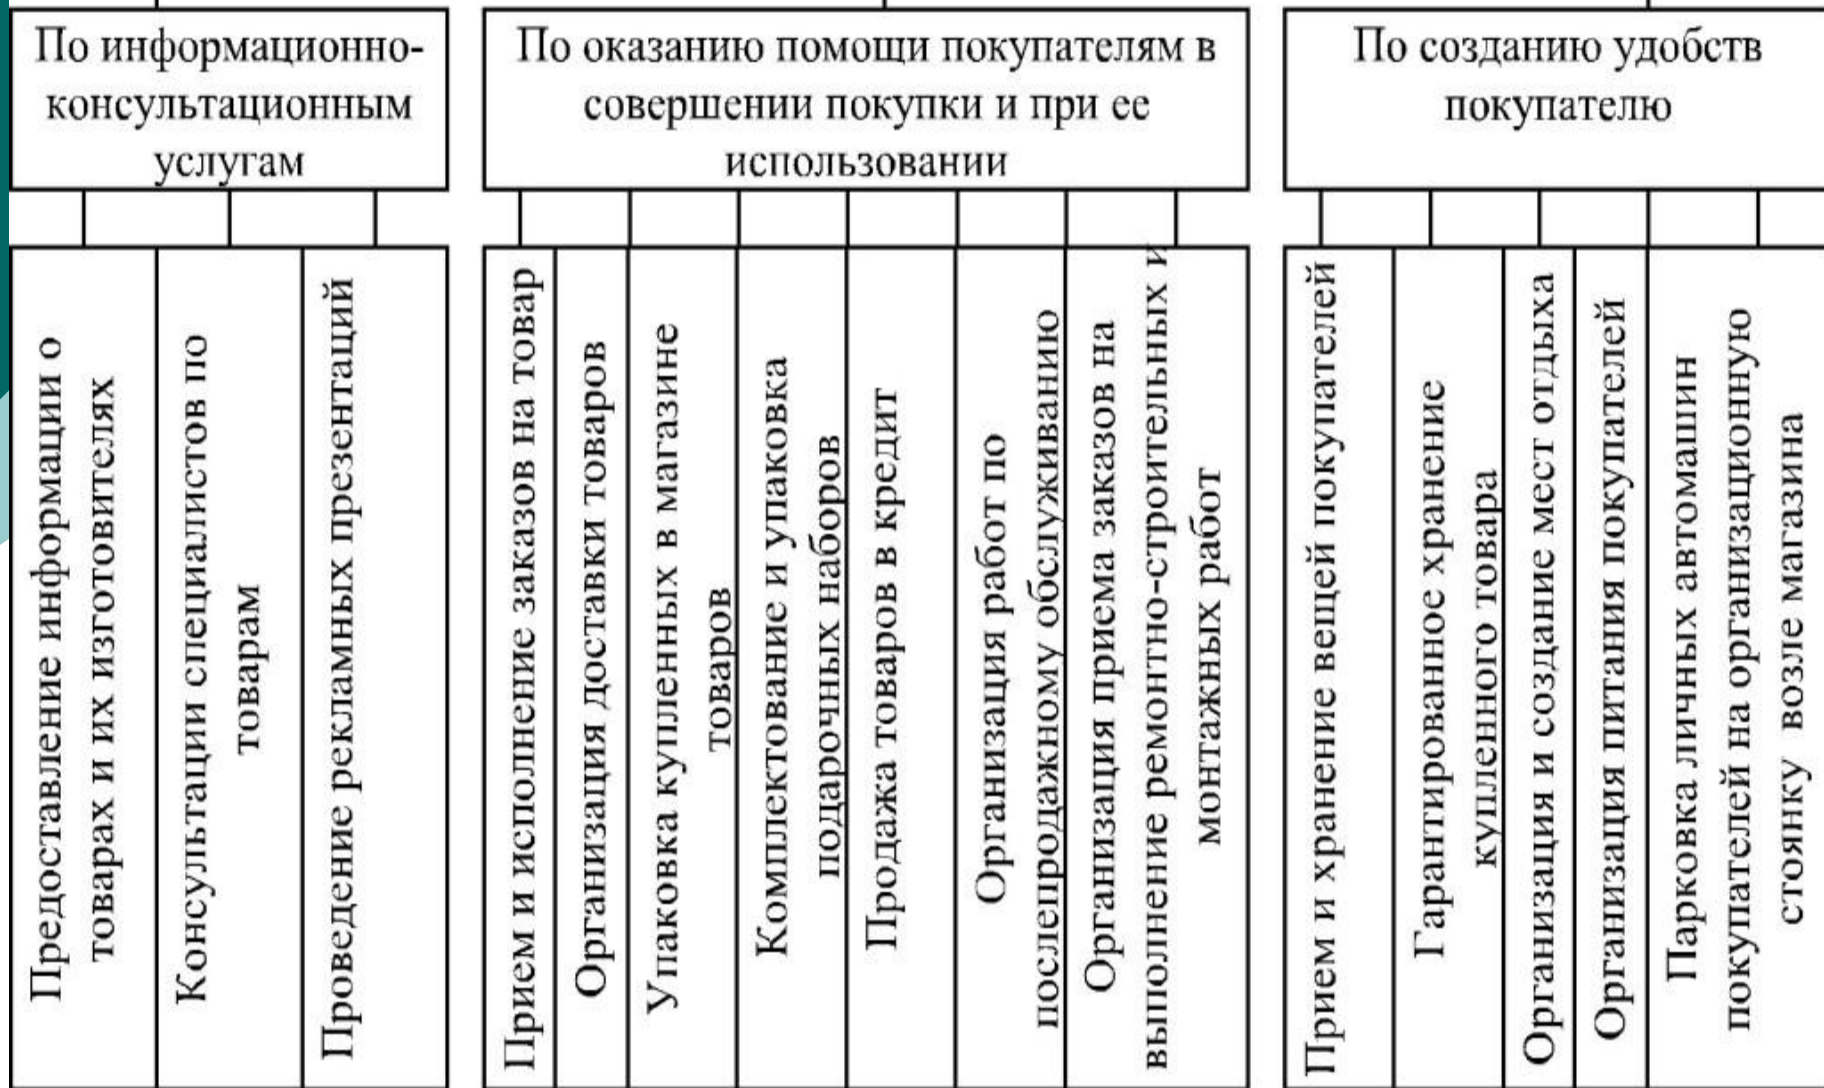 По информационно-
консультационным
услугам
По оказанию помощи покупателям в
совершении покупки и при ее
использовании
По созданию удобств
покупателю
Предоставление информации о
товарах и их изготовителях
Консультации специалистов по
товарам
Проведение рекламных презентаций
Прием и исполнение заказов на товар
Организация доставки товаров
Упаковка купленных в магазине
товаров
Комплектование и упаковка
подарочных наборов
Продажа товаров в кредит
Организация работ по
послепродажному обслуживанию
Организация приема заказов на
выполнение ремонтно-строительных и
монтажных работ
Прием и хранение вещей покупателей
Гарантированное хранение
купленного товара
Организация и создание мест отдыха
Организация питания покупателей
Парковка личных автомашин
покупателей на организационную
стоянку возле магазина